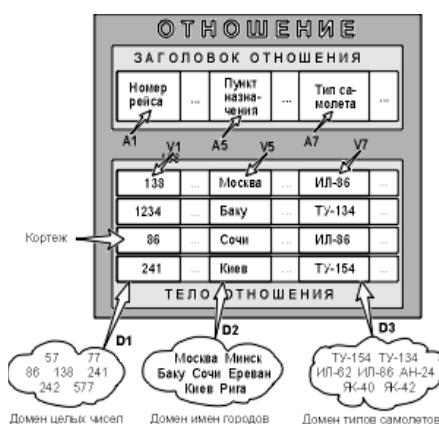 ОТНОШЕНИЕ
ЗАГОЛОВОК ОТНОШЕНИЯ
Номер рейса ... Пункт назна-чения ... Тип са-молета ...
A1 A5 A7
V1 V5 V7
138 ... Москва ... ИЛ-86 ...
1234 ... Баку ... ТУ-134 ...
Кортеж 86 ... Сочи ... ИЛ-86 ...
241 ... Киев ... ТУ-154 ...
ТЕЛО ОТНОШЕНИЯ
D1 D2 D3
57 77
86 138 241
242 577
Москва Минск
Баку Сочи Ереван
Киев Рига
ТУ-154 ТУ-134
ИЛ-62 ИЛ-86 АН-24
ЯК-40 ЯК-42
Домен целых чисел Домен имен городов Домен типов самолетов